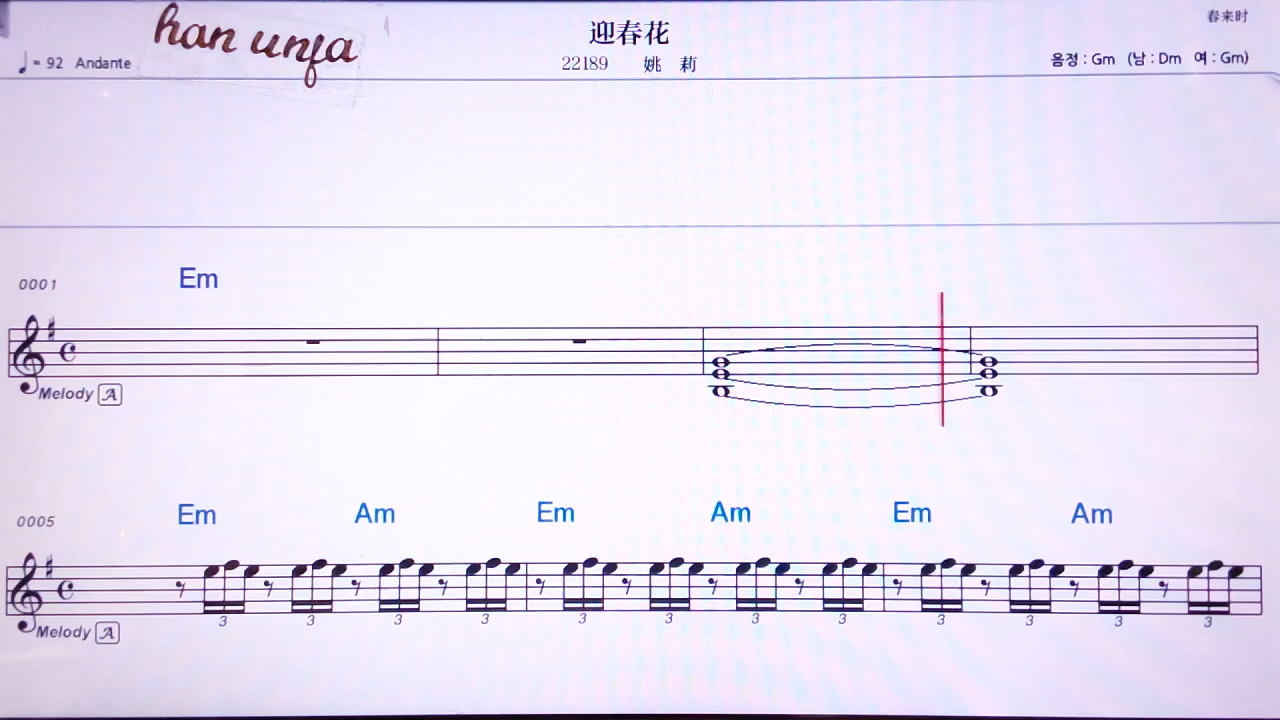 han unfa
迎春花
春来时
♩= 92 Andante
22189 姚 莉
음정 : Gm (남 : Dm 여 : Gm)
0001 Em
Melody A
0005 Em Am Em Am Em Am
3 3 3 3 3 3 3 3 3 3 3 3
Melody A